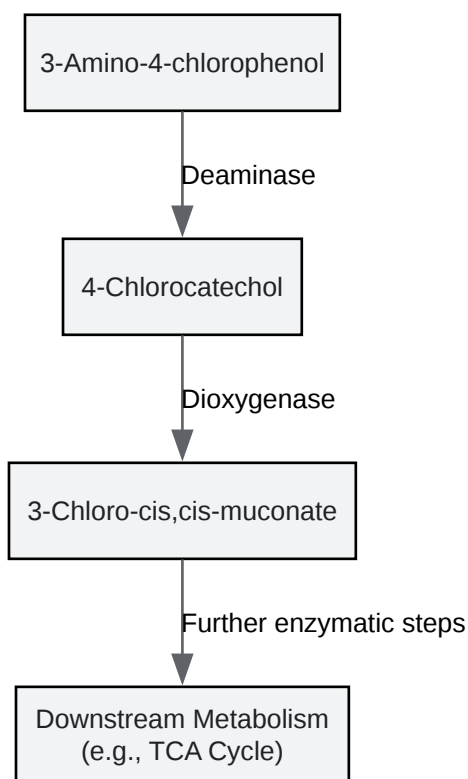 3-Amino-4-chlorophenol
Deaminase
4-Chlorocatechol
Dioxygenase
3-Chloro-cis,cis-muconate
Further enzymatic steps
Downstream Metabolism
(e.g., TCA Cycle)